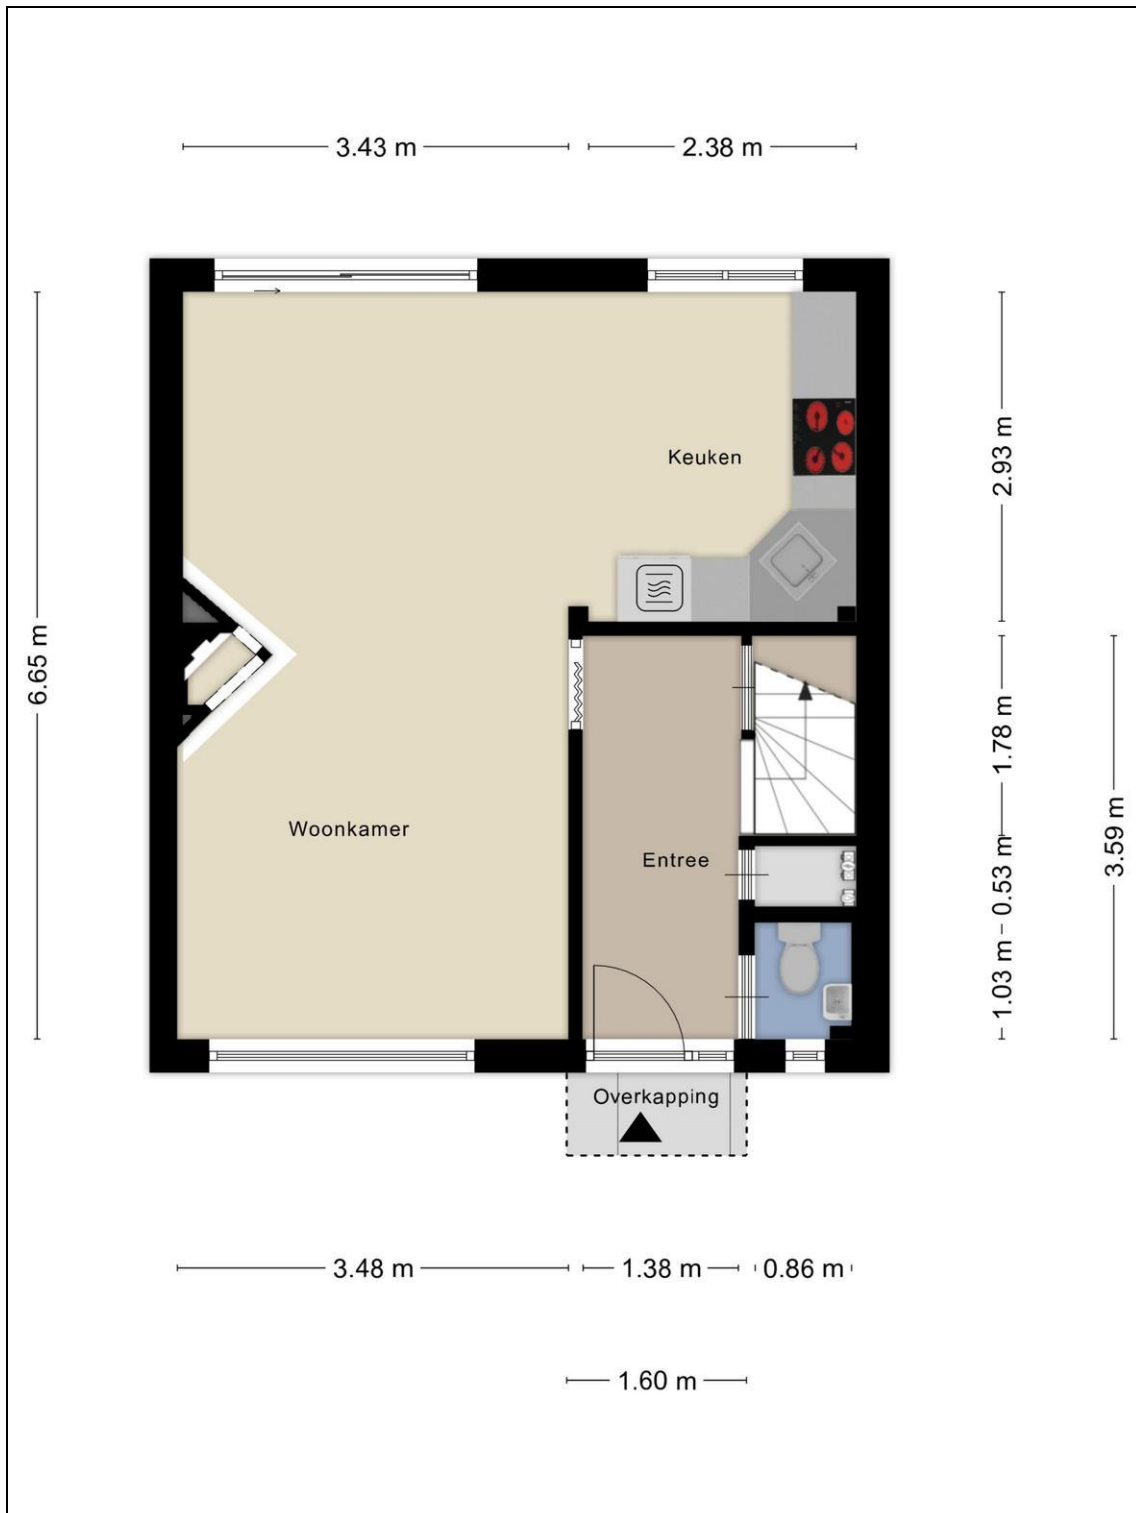 3.43 m
2.38 m
Keuken
2.93 m
6.65 m
1.78 m
Woonkamer
Entree
3.59 m
0.53 m
1.03 m
Overkapping
3.48 m
1.38 m
0.86 m
1.60 m